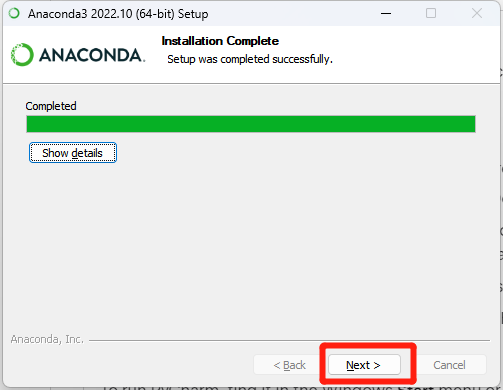 Anaconda3 2022.10 (64-bit) Setup
ANACONDA.
Installation Complete
Setup was completed successfully.
Completed
Show details
Anaconda, Inc.
< Back
Next >
Cancel